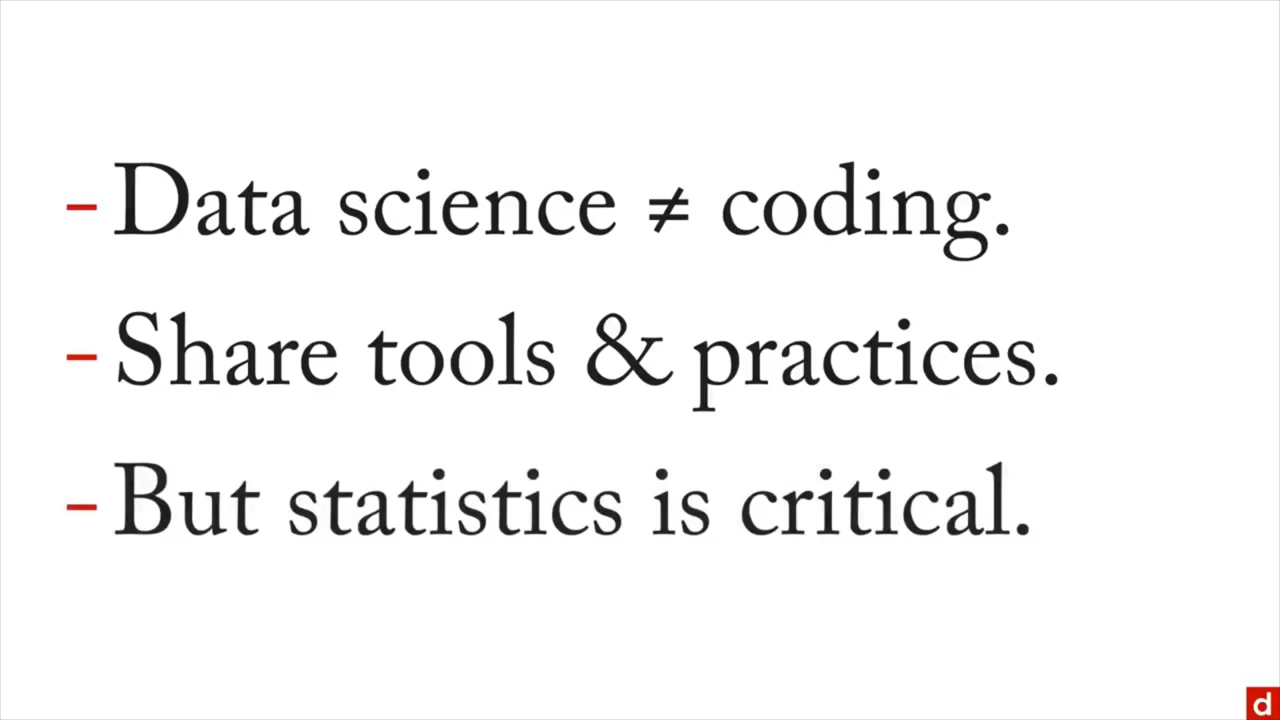 - Data science ≠ coding.
- Share tools & practices.
- But statistics is critical.
d